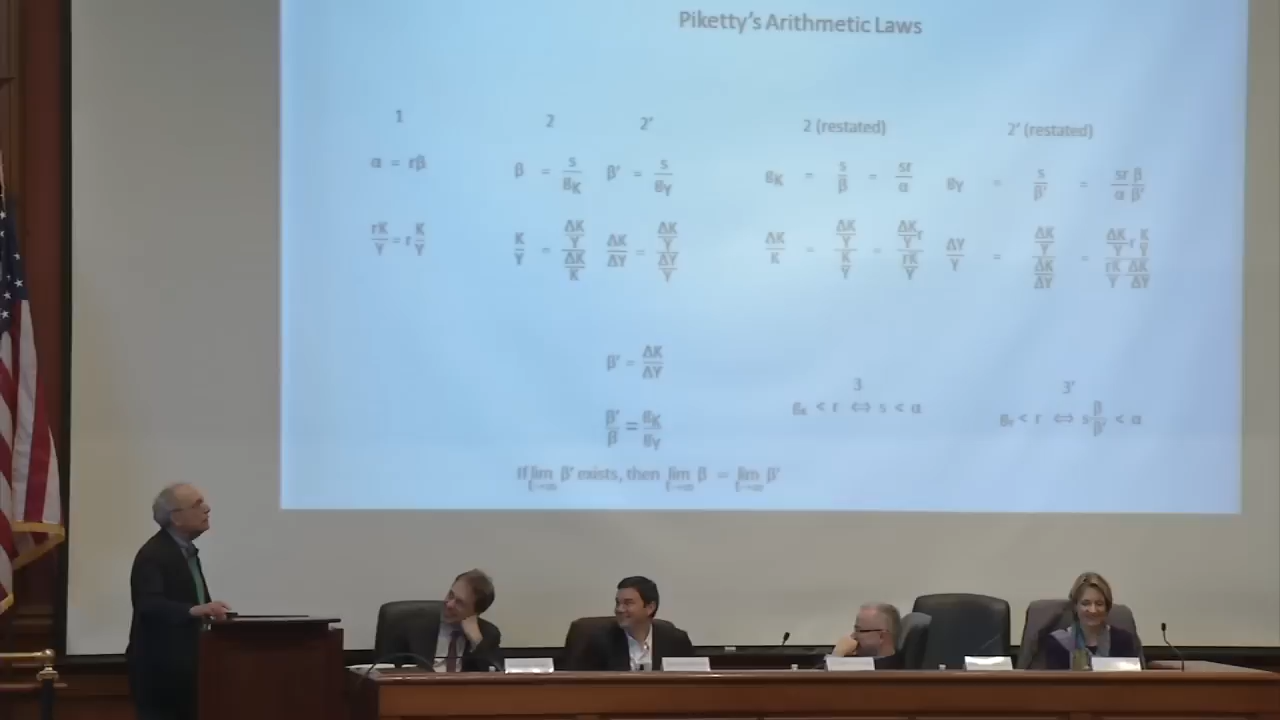 Piketty's Arithmetic Laws
1 2 2' 2 (restated) 2' (restated)
α = rβ β = s/g_K β' = s/g_Y g_K = s/β = sr/α g_Y = s/β' = sr/α β/β'
rK/Y = r K/Y K/Y = (ΔK/Y)/(ΔK/K) ΔK/ΔY = (ΔK/Y)/(ΔY/Y) ΔK/K = (ΔK/Y)/(K/Y) = (ΔK/Y r)/(rK/Y) ΔY/Y = (ΔK/Y)/(ΔK/ΔY) = (ΔK/Y r K/Y)/(rK/Y ΔK/ΔY)
β' = ΔK/ΔY
3 3'
g_K < r ⇔ s < α g_Y < r ⇔ s β/β' < α
β'/β = g_K/g_Y
If lim t→∞ β' exists, then lim t→∞ β = lim t→∞ β'